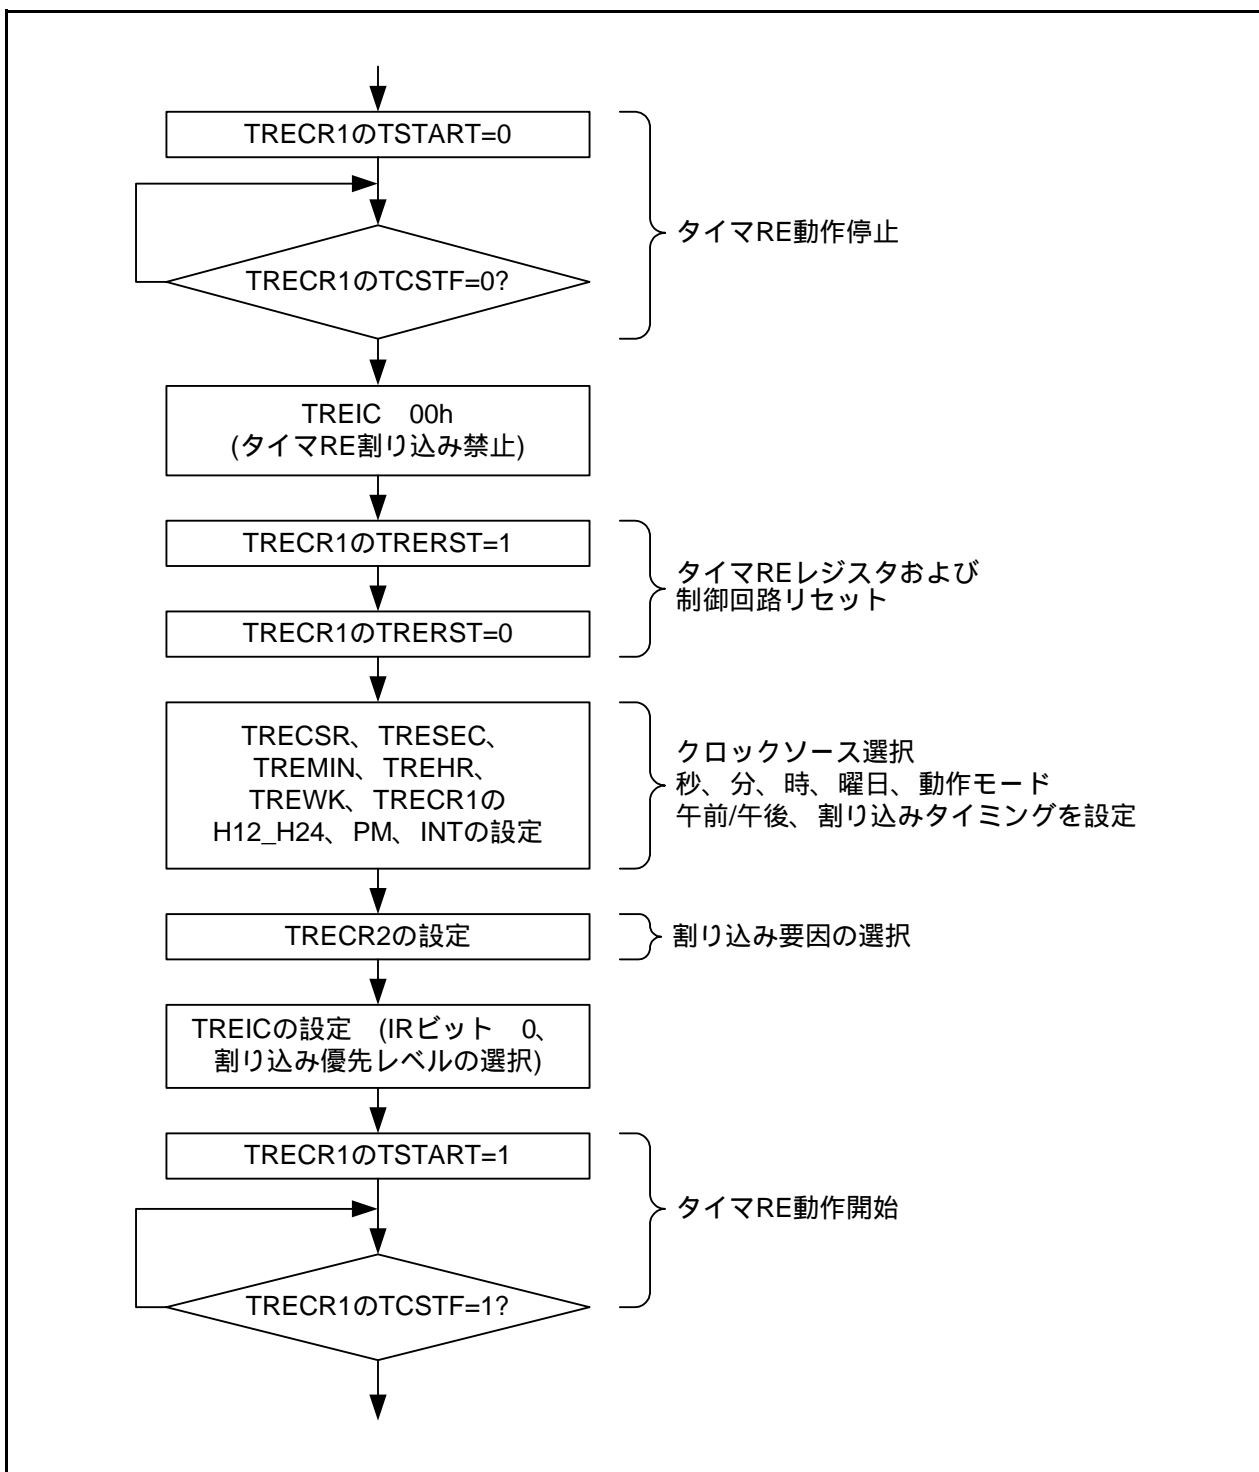 TRECR1のTSTART=0
タイマRE動作停止
TRECR1のTCSTF=0?
TREIC　00h
(タイマRE割り込み禁止)
TRECR1のTRERST=1
タイマREレジスタおよび
制御回路リセット
TRECR1のTRERST=0
TRECSR、TRESEC、
TREMIN、TREHR、
TREWK、TRECR1の
H12_H24、PM、INTの設定
クロックソース選択
秒、分、時、曜日、動作モード
午前/午後、割り込みタイミングを設定
TRECR2の設定
割り込み要因の選択
TREICの設定　(IRビット　0、
割り込み優先レベルの選択)
TRECR1のTSTART=1
タイマRE動作開始
TRECR1のTCSTF=1?